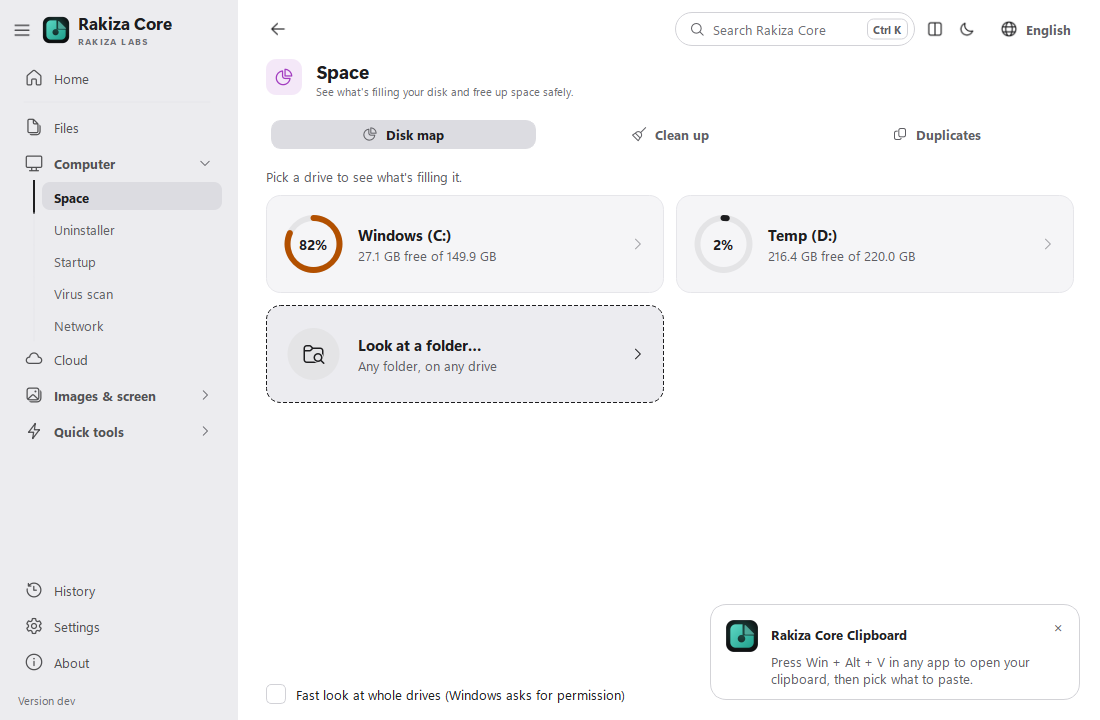 Rakiza Core
RAKIZA LABS
Home
Files
Computer
Space
Uninstaller
Startup
Virus scan
Network
Cloud
Images & screen
Quick tools
History
Settings
About
Version dev
Search Rakiza Core
Ctrl K
English
Space
See what's filling your disk and free up space safely.
Disk map
Clean up
Duplicates
Pick a drive to see what's filling it.
82%
Windows (C:)
27.1 GB free of 149.9 GB
2%
Temp (D:)
216.4 GB free of 220.0 GB
Look at a folder...
Any folder, on any drive
Fast look at whole drives (Windows asks for permission)
Rakiza Core Clipboard
Press Win + Alt + V in any app to open your
clipboard, then pick what to paste.